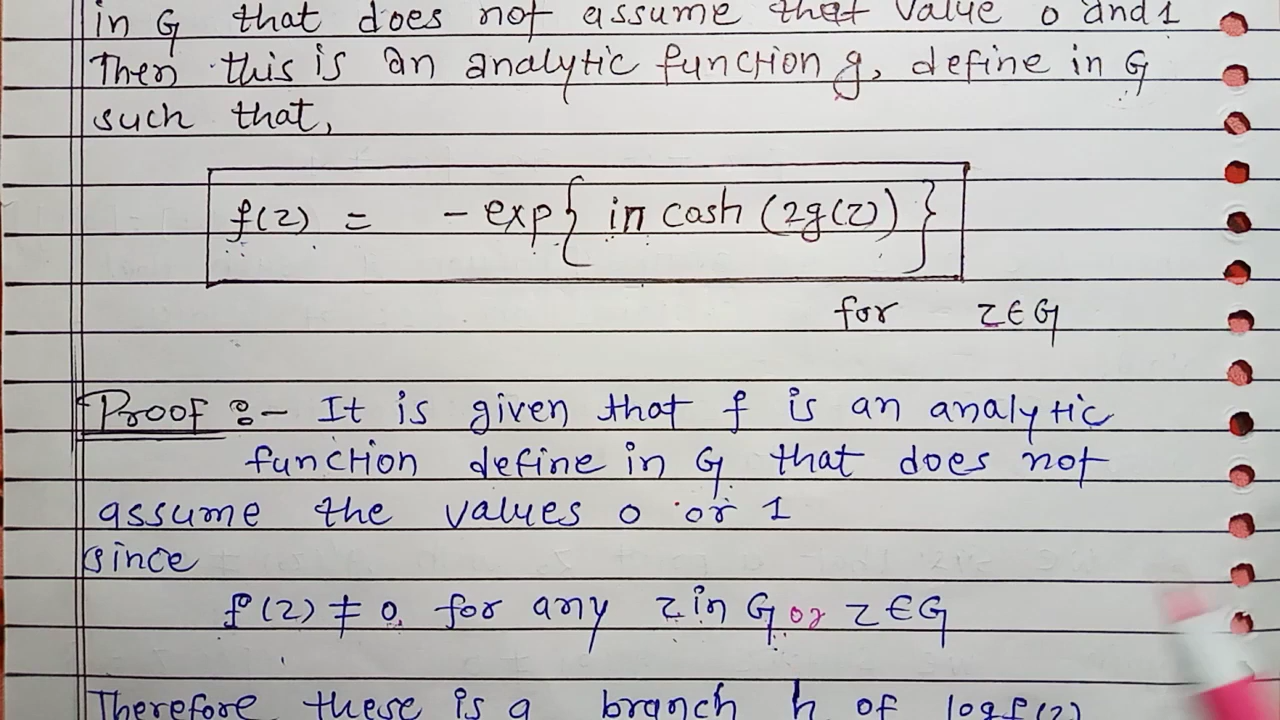 in G that does not assume that value 0 and 1
Then this is an analytic function g, define in G
such that,
f(z) = - exp{ iπ cosh (2g(z)) }
for z∈G
Proof :- It is given that f is an analytic
function define in G that does not
assume the values 0 or 1
since
f(z) ≠ 0, for any z in G or z ∈ G
Therefore these is a branch h of log f(z)